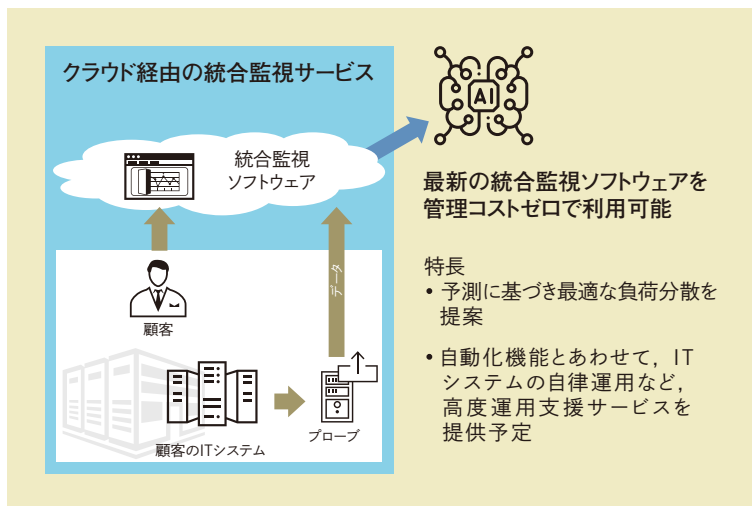 クラウド経由の統合監視サービス
統合監視
ソフトウェア
データ
顧客
顧客のITシステム
プローブ
AI
最新の統合監視ソフトウェアを
管理コストゼロで利用可能
特長
• 予測に基づき最適な負荷分散を
提案
• 自動化機能とあわせて，IT
システムの自律運用など，
高度運用支援サービスを
提供予定